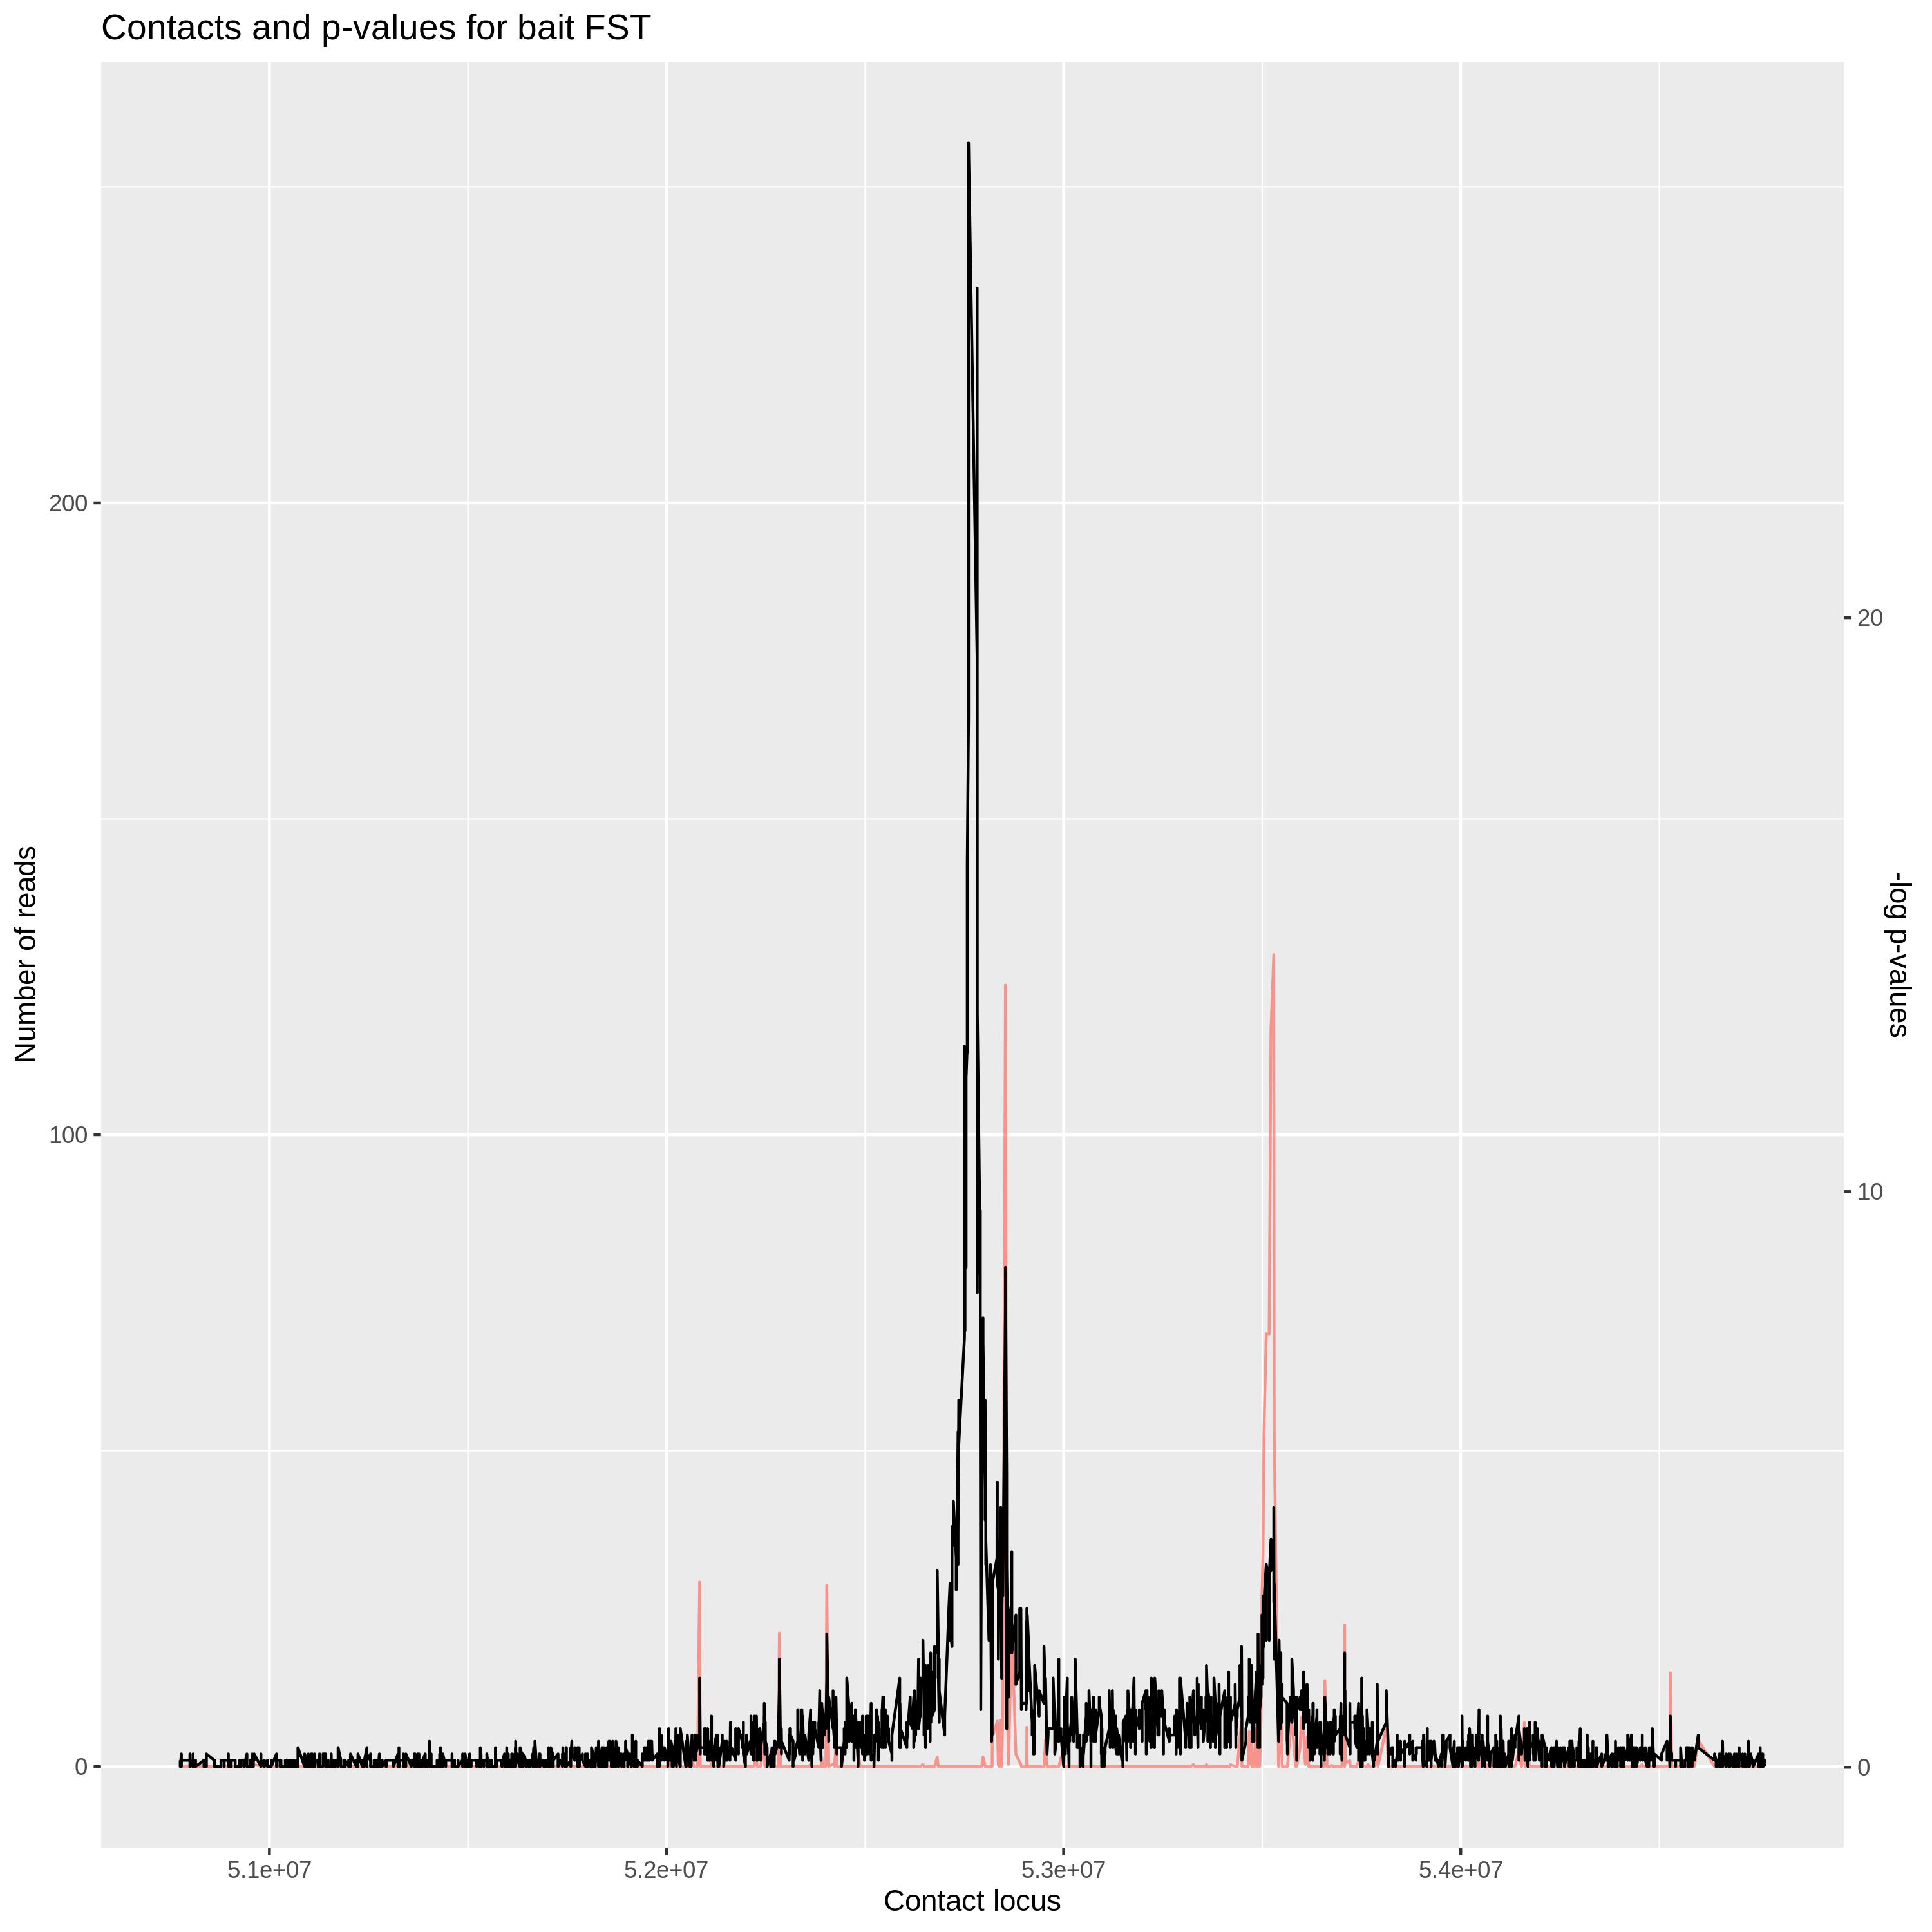 Contacts and p-values for bait FST
Number of reads
200
100
0
20
10
0
-log p-values
5.1e+07
5.2e+07
5.3e+07
5.4e+07
Contact locus